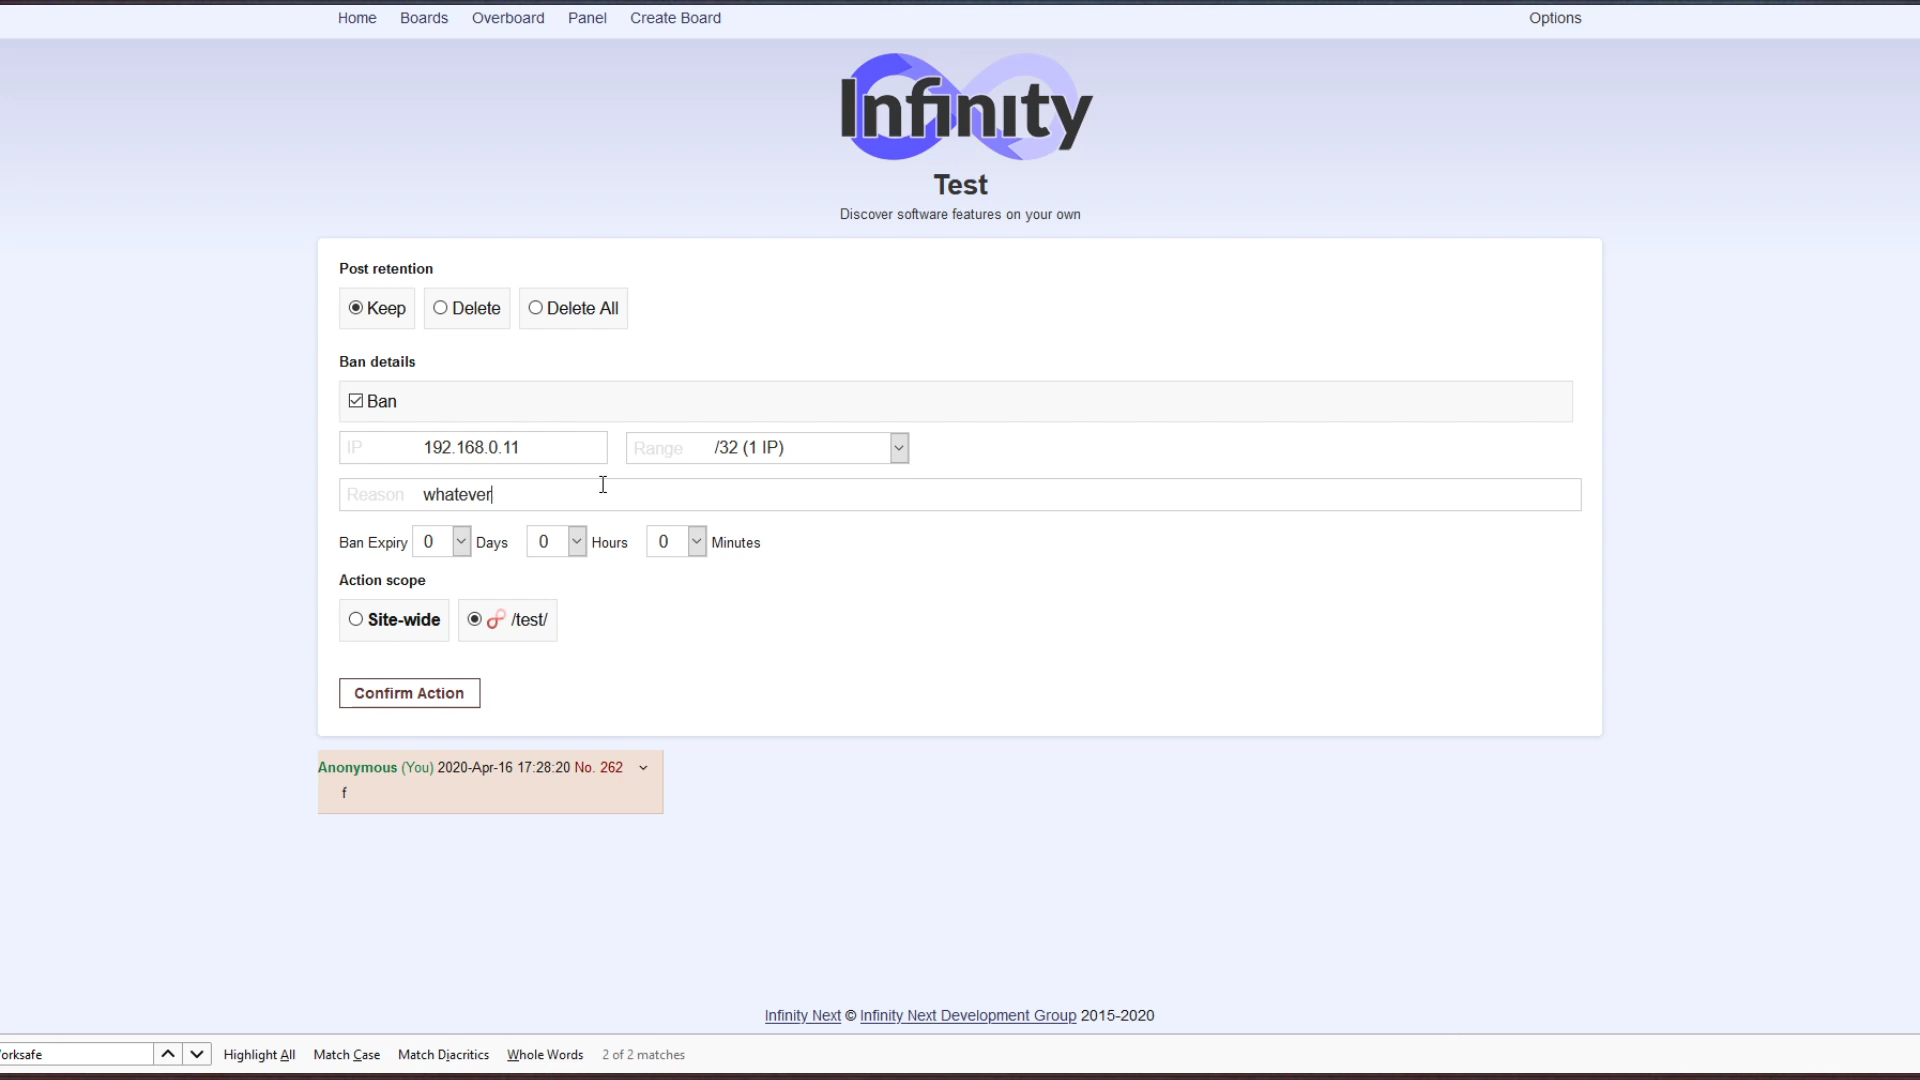 Home Boards Overboard Panel Create Board Options
Infinity
Test
Discover software features on your own
Post retention
Keep Delete Delete All
Ban details
Ban
IP 192.168.0.11 Range /32 (1 IP)
Reason whatever
Ban Expiry 0 Days 0 Hours 0 Minutes
Action scope
Site-wide /test/
Confirm Action
Anonymous (You) 2020-Apr-16 17:28:20 No. 262
f
Infinity Next © Infinity Next Development Group 2015-2020
orksafe Highlight All Match Case Match Diacritics Whole Words 2 of 2 matches